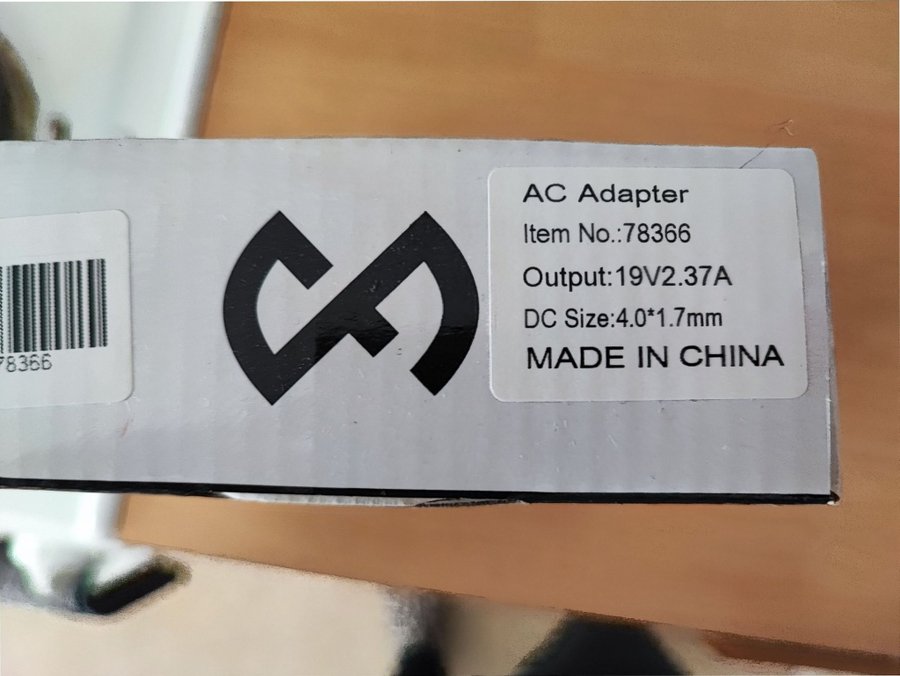 AC Adapter
Item No.:78366
Output:19V2.37A
DC Size:4.0*1.7mm
MADE IN CHINA
78366